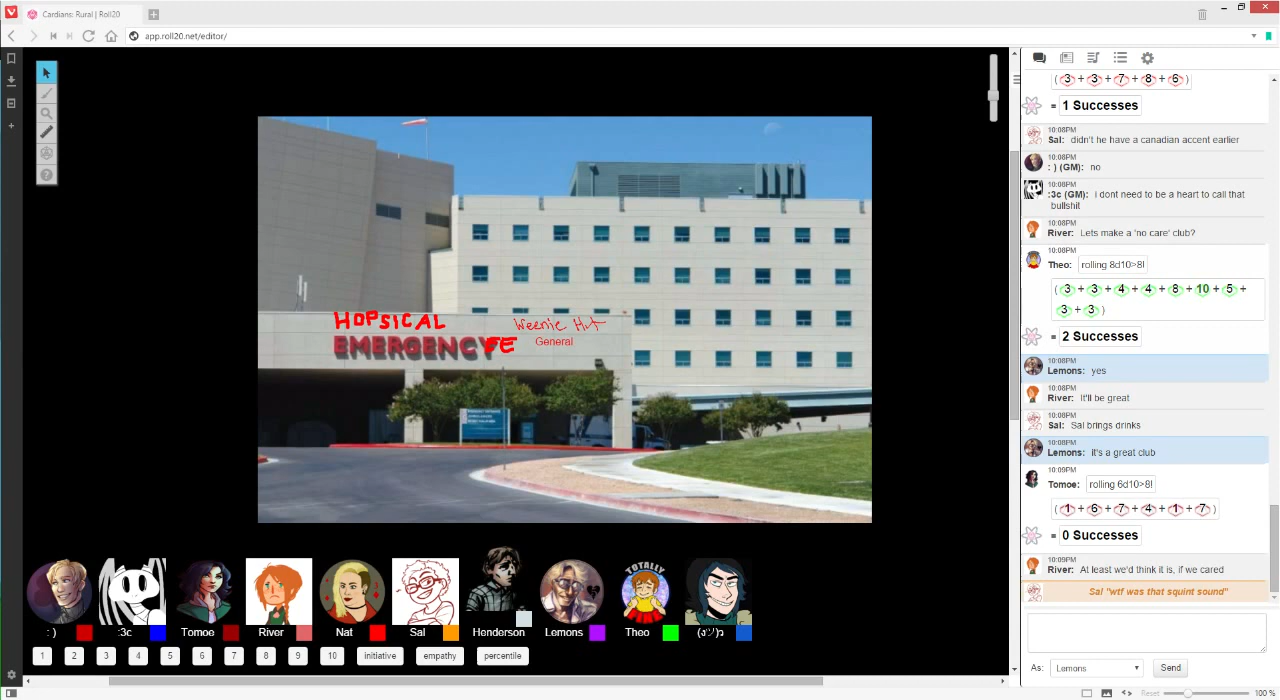 Cardians: Rural | Roll20
app.roll20.net/editor/
HOPSICAL
EMERGENCY EE
Weenie Hut
General
: )
:3c
Tomoe
River
Nat
Sal
Henderson
Lemons
TOTALLY
Theo
1
2
3
4
5
6
7
8
9
10
initiative
empathy
percentile
(3+3+7+8+6)
= 1 Successes
10:08PM
Sal: didn't he have a canadian accent earlier
10:08PM
: ) (GM): no
10:08PM
:3c (GM): i dont need to be a heart to call that
bullshit
River: Lets make a 'no care' club?
10:08PM
Theo: rolling 8d10>8!
(3+3+4+4+8+10+5+
3+3)
= 2 Successes
10:08PM
Lemons: yes
10:08PM
River: It'll be great
10:08PM
Sal: Sal brings drinks
10:08PM
Lemons: it's a great club
10:09PM
Tomoe: rolling 6d10>8!
(1+6+7+4+1+7)
= 0 Successes
10:09PM
River: At least we'd think it is, if we cared
Sal "wtf was that squint sound"
As:
Lemons
Send
Reset
100 %